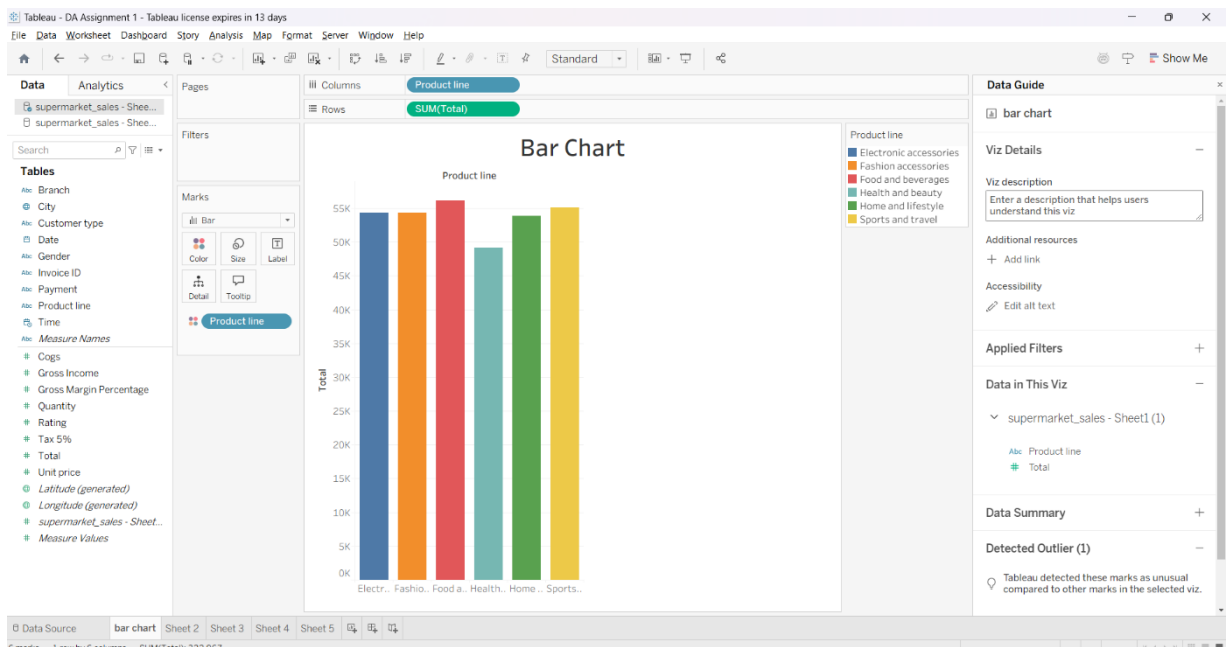 Tableau - DA Assignment 1 - Tableau license expires in 13 days
File Data Worksheet Dashboard Story Analysis Map Format Server Window Help
Standard
Show Me
Data Analytics
supermarket_sales - Shee...
supermarket_sales - Shee...
Search
Tables
Abc Branch
City
Abc Customer type
Date
Abc Gender
Abc Invoice ID
Abc Payment
Abc Product line
Time
Abc Measure Names
# Cogs
# Gross Income
# Gross Margin Percentage
# Quantity
# Rating
# Tax 5%
# Total
# Unit price
Latitude (generated)
Longitude (generated)
# supermarket_sales - Sheet...
# Measure Values
Pages
Filters
Marks
Bar
Color Size Label
Detail Tooltip
Product line
Columns Product line
Rows SUM(Total)
Bar Chart
Product line
55K
50K
45K
40K
35K
30K
25K
20K
15K
10K
5K
0K
Total
Electr.. Fashio.. Food a.. Health.. Home .. Sports..
Product line
Electronic accessories
Fashion accessories
Food and beverages
Health and beauty
Home and lifestyle
Sports and travel
Data Guide
bar chart
Viz Details
Viz description
Enter a description that helps users
understand this viz
Additional resources
+ Add link
Accessibility
Edit alt text
Applied Filters
Data in This Viz
supermarket_sales - Sheet1 (1)
Abc Product line
# Total
Data Summary
Detected Outlier (1)
Tableau detected these marks as unusual
compared to other marks in the selected viz.
Data Source bar chart Sheet 2 Sheet 3 Sheet 4 Sheet 5